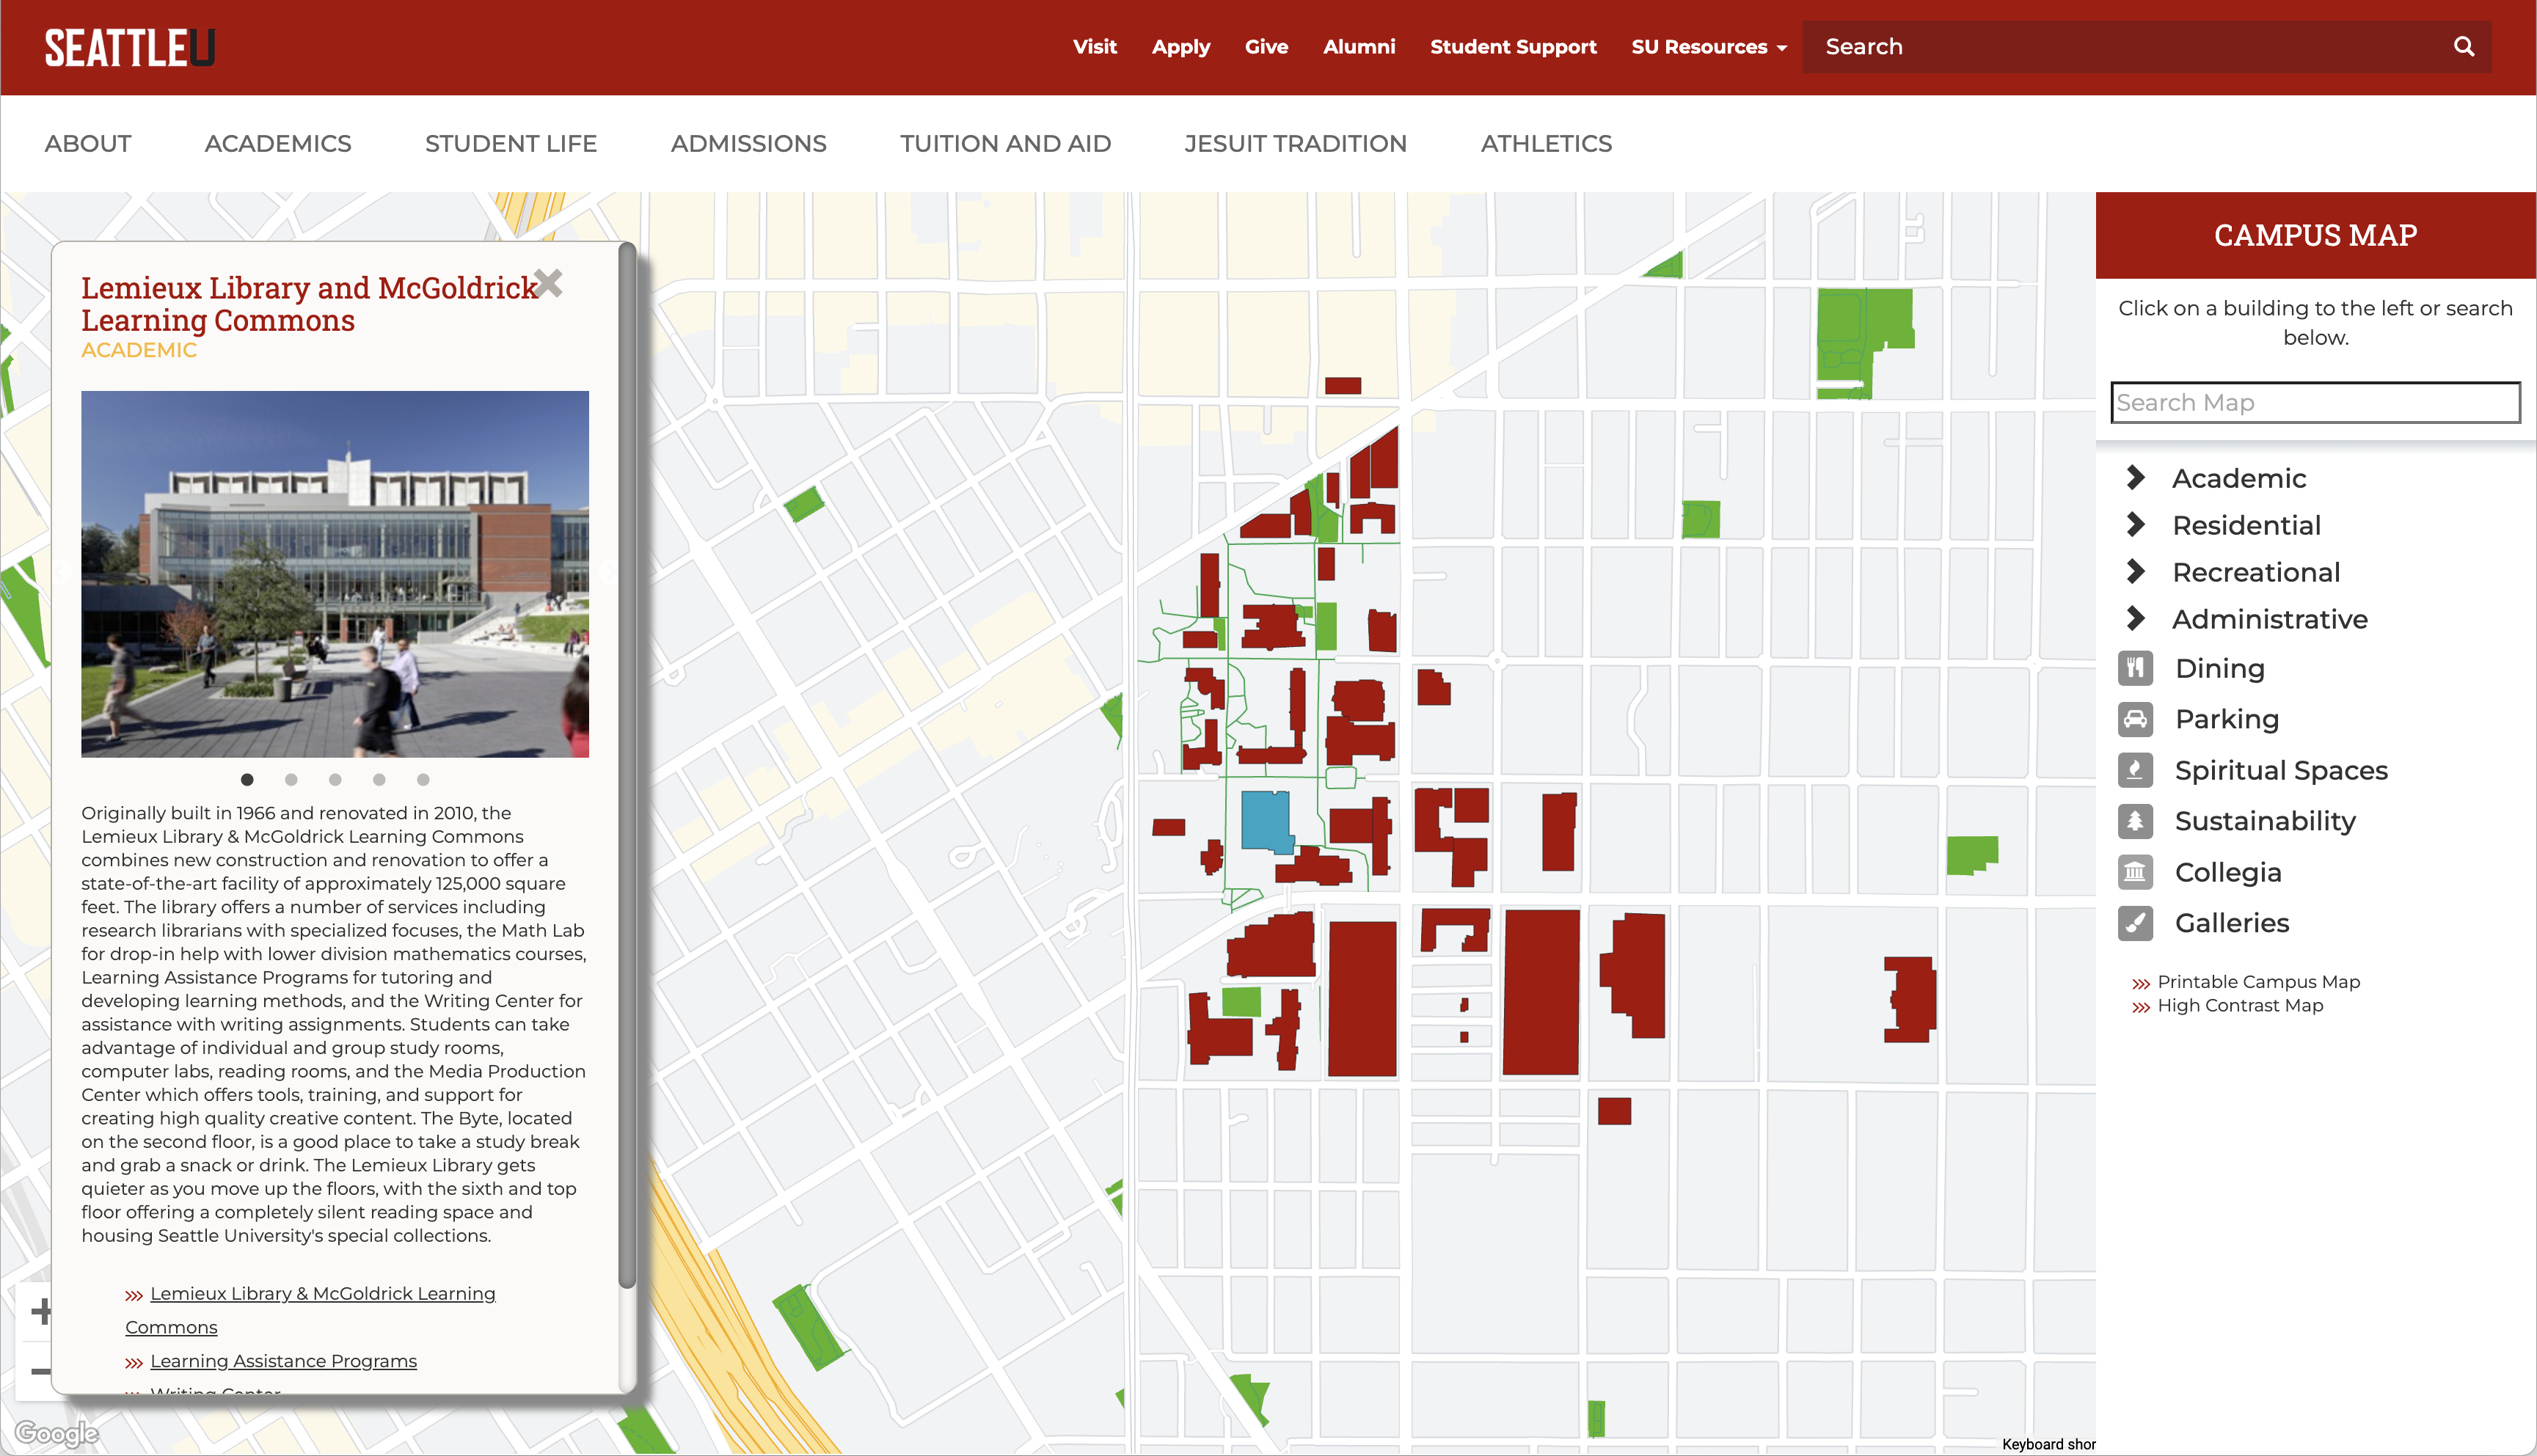 SEATTLEU
Visit
Apply
Give
Alumni
Student Support
SU Resources
Search
ABOUT
ACADEMICS
STUDENT LIFE
ADMISSIONS
TUITION AND AID
JESUIT TRADITION
ATHLETICS
Lemieux Library and McGoldrick
Learning Commons
ACADEMIC
Originally built in 1966 and renovated in 2010, the
Lemieux Library & McGoldrick Learning Commons
combines new construction and renovation to offer a
state-of-the-art facility of approximately 125,000 square
feet. The library offers a number of services including
research librarians with specialized focuses, the Math Lab
for drop-in help with lower division mathematics courses,
Learning Assistance Programs for tutoring and
developing learning methods, and the Writing Center for
assistance with writing assignments. Students can take
advantage of individual and group study rooms,
computer labs, reading rooms, and the Media Production
Center which offers tools, training, and support for
creating high quality creative content. The Byte, located
on the second floor, is a good place to take a study break
and grab a snack or drink. The Lemieux Library gets
quieter as you move up the floors, with the sixth and top
floor offering a completely silent reading space and
housing Seattle University's special collections.
Lemieux Library & McGoldrick Learning
Commons
Learning Assistance Programs
Writing Center
Google
Keyboard shor
CAMPUS MAP
Click on a building to the left or search
below.
Search Map
Academic
Residential
Recreational
Administrative
Dining
Parking
Spiritual Spaces
Sustainability
Collegia
Galleries
Printable Campus Map
High Contrast Map